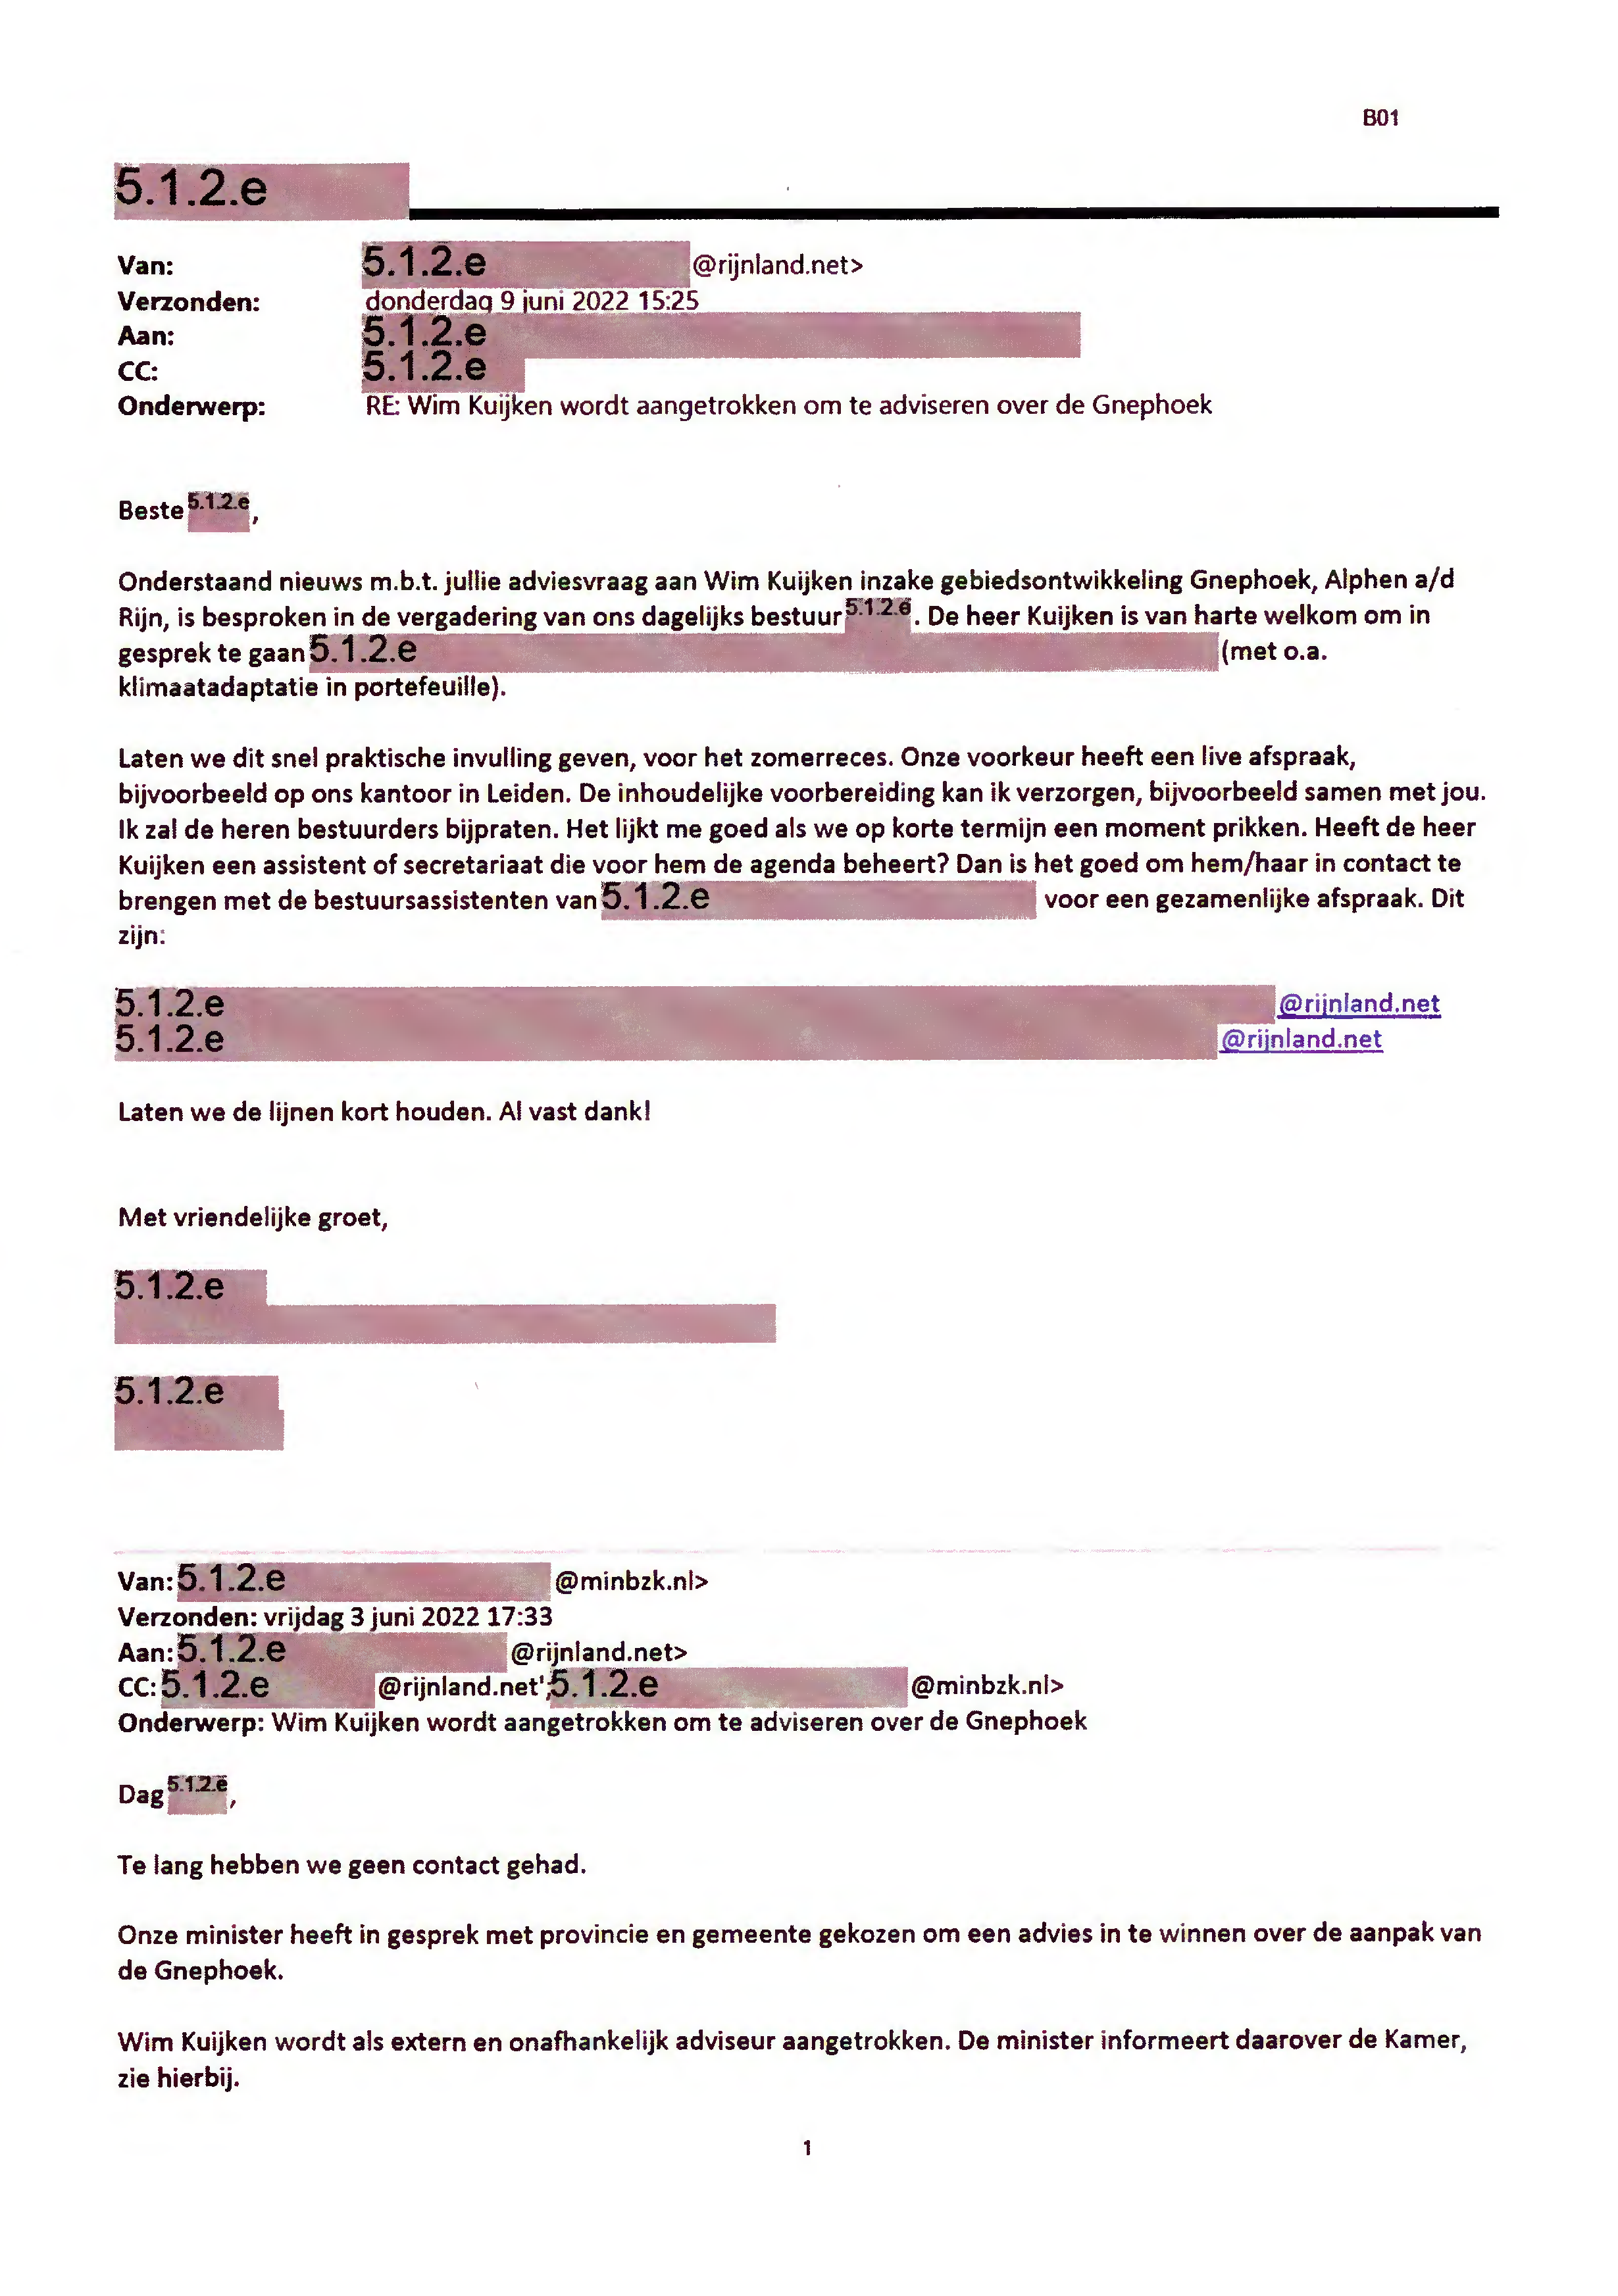 B01
5.1.2.e
Van: 5.1.2.e @rijnland.net>
Verzonden: donderdag 9 juni 2022 15:25
Aan: 5.1.2.e
CC: 5.1.2.e
Onderwerp: RE: Wim Kuijken wordt aangetrokken om te adviseren over de Gnephoek
Beste 5.1.2.e,
Onderstaand nieuws m.b.t. jullie adviesvraag aan Wim Kuijken inzake gebiedsontwikkeling Gnephoek, Alphen a/d
Rijn, is besproken in de vergadering van ons dagelijks bestuur 5.1.2.e. De heer Kuijken is van harte welkom om in
gesprek te gaan 5.1.2.e (met o.a.
klimaatadaptatie in portefeuille).
Laten we dit snel praktische invulling geven, voor het zomerreces. Onze voorkeur heeft een live afspraak,
bijvoorbeeld op ons kantoor in Leiden. De inhoudelijke voorbereiding kan ik verzorgen, bijvoorbeeld samen met jou.
Ik zal de heren bestuurders bijpraten. Het lijkt me goed als we op korte termijn een moment prikken. Heeft de heer
Kuijken een assistent of secretariaat die voor hem de agenda beheert? Dan is het goed om hem/haar in contact te
brengen met de bestuursassistenten van 5.1.2.e voor een gezamenlijke afspraak. Dit
zijn:
5.1.2.e @rijnland.net
5.1.2.e @rijnland.net
Laten we de lijnen kort houden. Al vast dank!
Met vriendelijke groet,
5.1.2.e
5.1.2.e
Van: 5.1.2.e @minbzk.nl>
Verzonden: vrijdag 3 juni 2022 17:33
Aan: 5.1.2.e @rijnland.net>
CC: 5.1.2.e @rijnland.net'; 5.1.2.e @minbzk.nl>
Onderwerp: Wim Kuijken wordt aangetrokken om te adviseren over de Gnephoek
Dag 5.1.2.e,
Te lang hebben we geen contact gehad.
Onze minister heeft in gesprek met provincie en gemeente gekozen om een advies in te winnen over de aanpak van
de Gnephoek.
Wim Kuijken wordt als extern en onafhankelijk adviseur aangetrokken. De minister informeert daarover de Kamer,
zie hierbij.
1